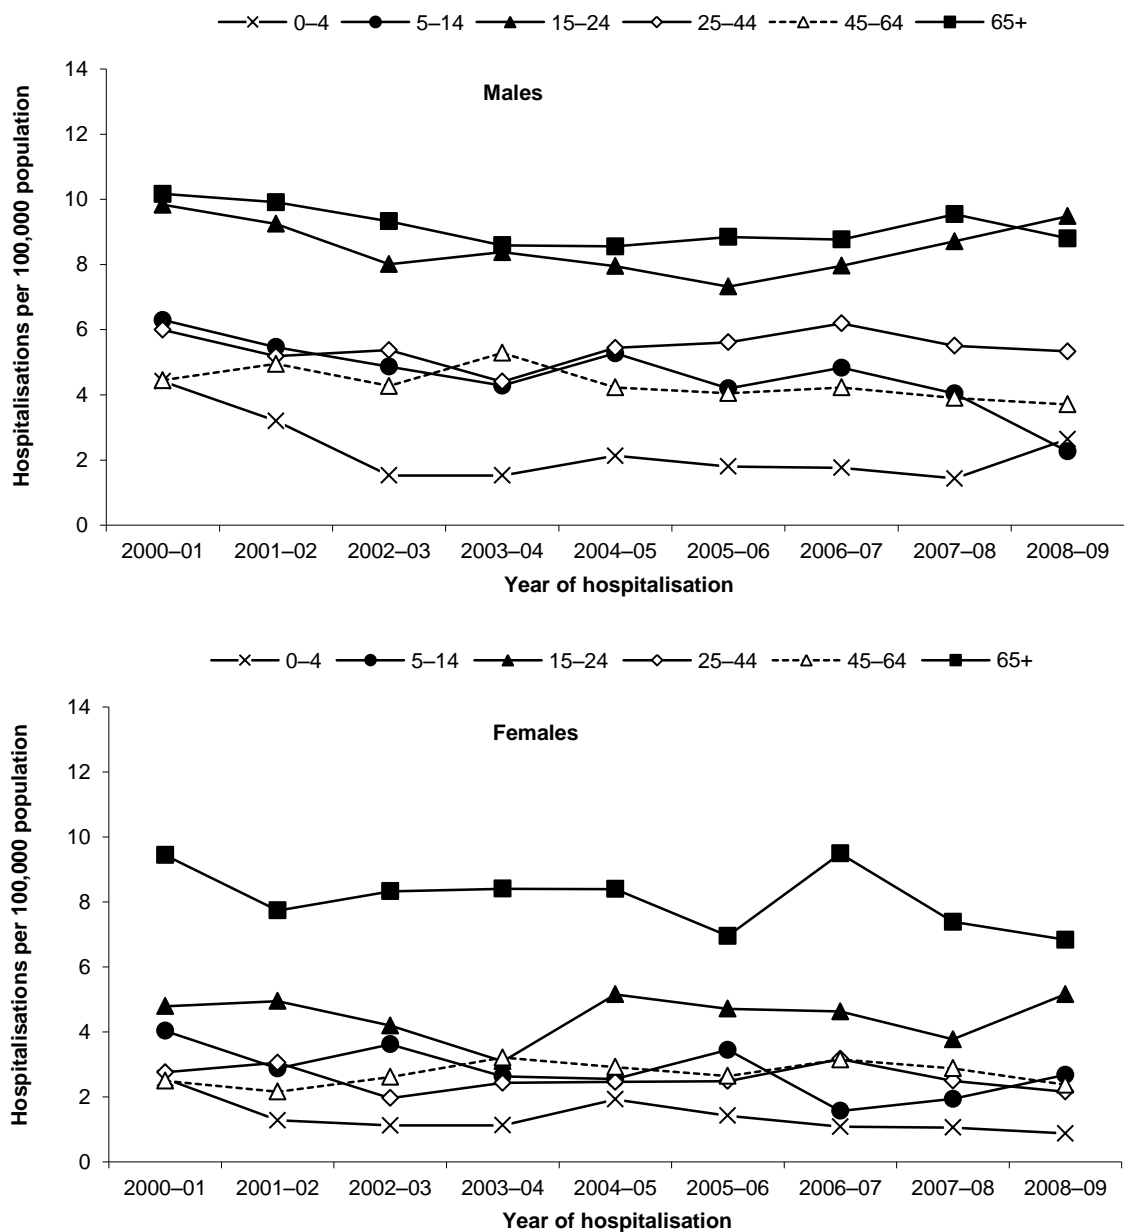 0–4 5–14 15–24 25–44 45–64 65+
Males
Hospitalisations per 100,000 population
14
12
10
8
6
4
2
0
2000–01 2001–02 2002–03 2003–04 2004–05 2005–06 2006–07 2007–08 2008–09
Year of hospitalisation
0–4 5–14 15–24 25–44 45–64 65+
Females
Hospitalisations per 100,000 population
14
12
10
8
6
4
2
0
2000–01 2001–02 2002–03 2003–04 2004–05 2005–06 2006–07 2007–08 2008–09
Year of hospitalisation